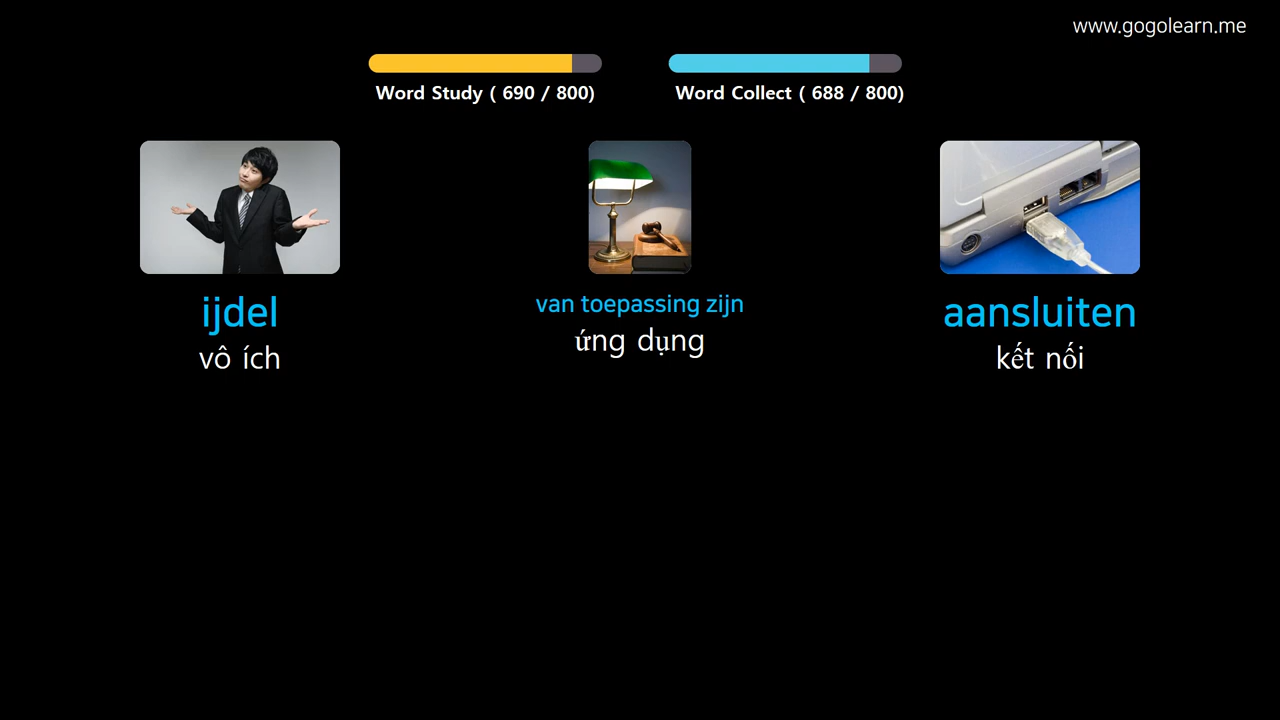 www.gogolearn.me
Word Study ( 690 / 800)
Word Collect ( 688 / 800)
ijdel
vô ích
van toepassing zijn
ứng dụng
aansluiten
kết nối